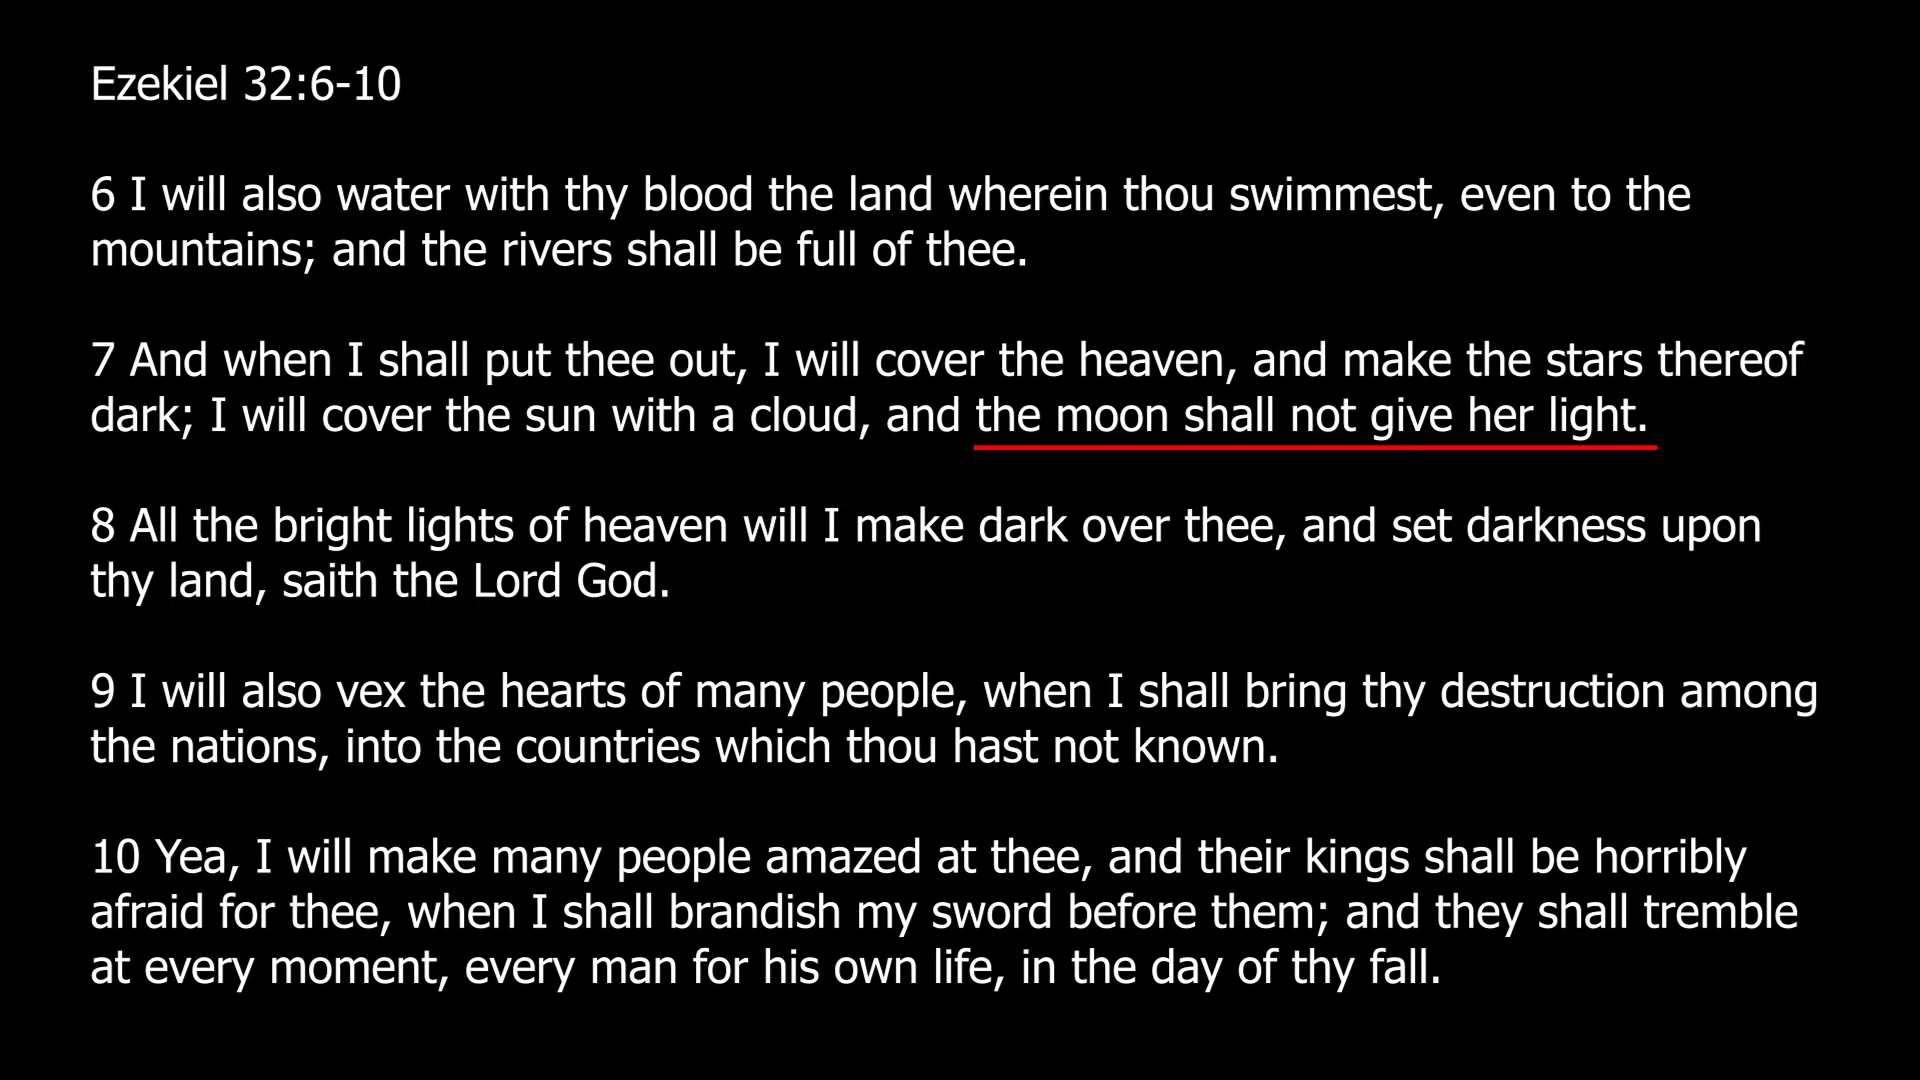 Ezekiel 32:6-10
6 I will also water with thy blood the land wherein thou swimmest, even to the
mountains; and the rivers shall be full of thee.
7 And when I shall put thee out, I will cover the heaven, and make the stars thereof
dark; I will cover the sun with a cloud, and the moon shall not give her light.
8 All the bright lights of heaven will I make dark over thee, and set darkness upon
thy land, saith the Lord God.
9 I will also vex the hearts of many people, when I shall bring thy destruction among
the nations, into the countries which thou hast not known.
10 Yea, I will make many people amazed at thee, and their kings shall be horribly
afraid for thee, when I shall brandish my sword before them; and they shall tremble
at every moment, every man for his own life, in the day of thy fall.